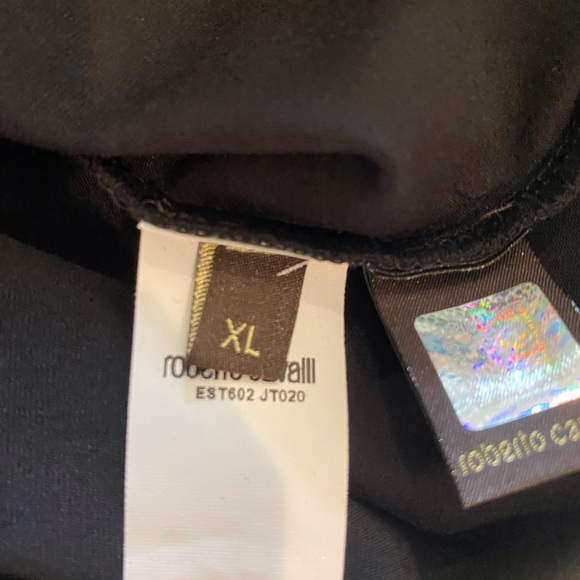 XL
roberto cavalli
EST602 JT020
roberto ca